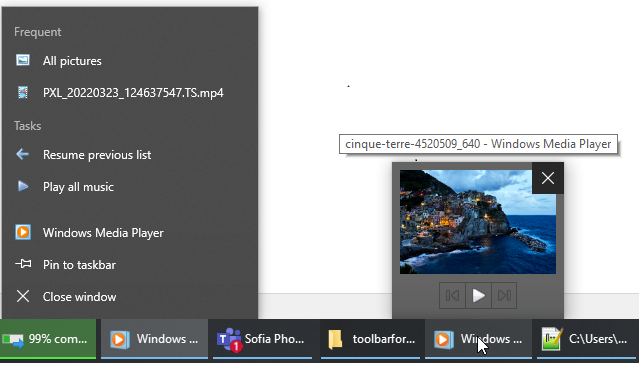 Frequent
All pictures
PXL_20220323_124637547.TS.mp4
Tasks
Resume previous list
Play all music
Windows Media Player
Pin to taskbar
Close window
cinque-terre-4520509_640 - Windows Media Player
99% com... Windows ... 1 Sofia Pho... toolbarfor... Windows ... C:\Users\...